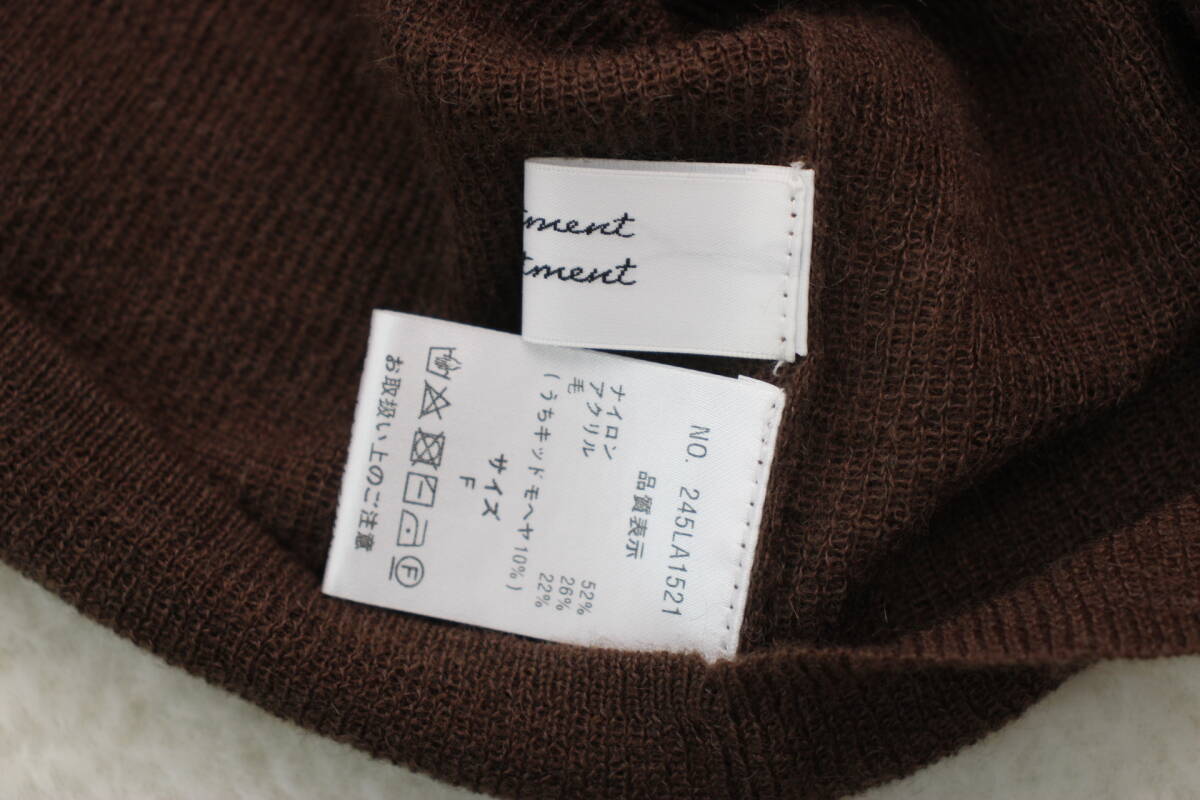 tment
tment
NO. 245LA1521
品質表示
ナイロン 52%
アクリル 26%
毛 22%
(うちキッドモヘヤ10%)
サイズ
F
F
お取扱い上のご注意